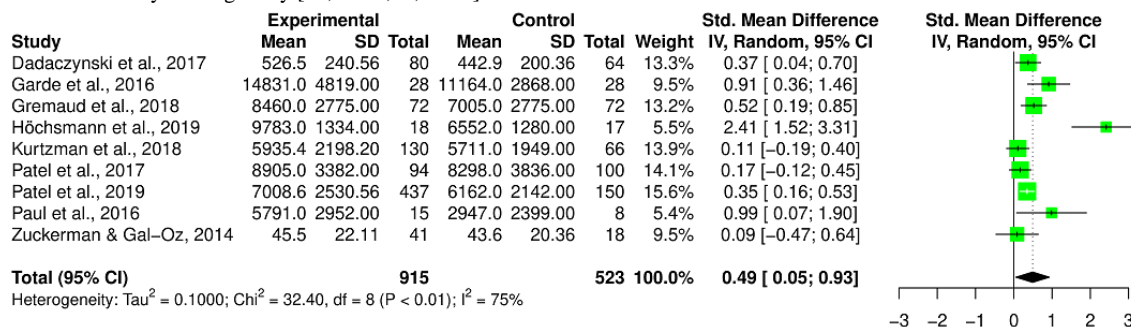 Experimental Control Std. Mean Difference Std. Mean Difference
Study Mean SD Total Mean SD Total Weight IV, Random, 95% CI IV, Random, 95% CI
Dadaczynski et al., 2017 526.5 240.56 80 442.9 200.36 64 13.3% 0.37 [ 0.04; 0.70]
Garde et al., 2016 14831.0 4819.00 28 11164.0 2868.00 28 9.5% 0.91 [ 0.36; 1.46]
Gremaud et al., 2018 8460.0 2775.00 72 7005.0 2775.00 72 13.2% 0.52 [ 0.19; 0.85]
Höchsmann et al., 2019 9783.0 1334.00 18 6552.0 1280.00 17 5.5% 2.41 [ 1.52; 3.31]
Kurtzman et al., 2018 5935.4 2198.20 130 5711.0 1949.00 66 13.9% 0.11 [−0.19; 0.40]
Patel et al., 2017 8905.0 3382.00 94 8298.0 3836.00 100 14.1% 0.17 [−0.12; 0.45]
Patel et al., 2019 7008.6 2530.56 437 6162.0 2142.00 150 15.6% 0.35 [ 0.16; 0.53]
Paul et al., 2016 5791.0 2952.00 15 2947.0 2399.00 8 5.4% 0.99 [ 0.07; 1.90]
Zuckerman & Gal−Oz, 2014 45.5 22.11 41 43.6 20.36 18 9.5% 0.09 [−0.47; 0.64]
Total (95% CI) 915 523 100.0% 0.49 [ 0.05; 0.93]
Heterogeneity: Tau² = 0.1000; Chi² = 32.40, df = 8 (P < 0.01); I² = 75%
−3 −2 −1 0 1 2 3